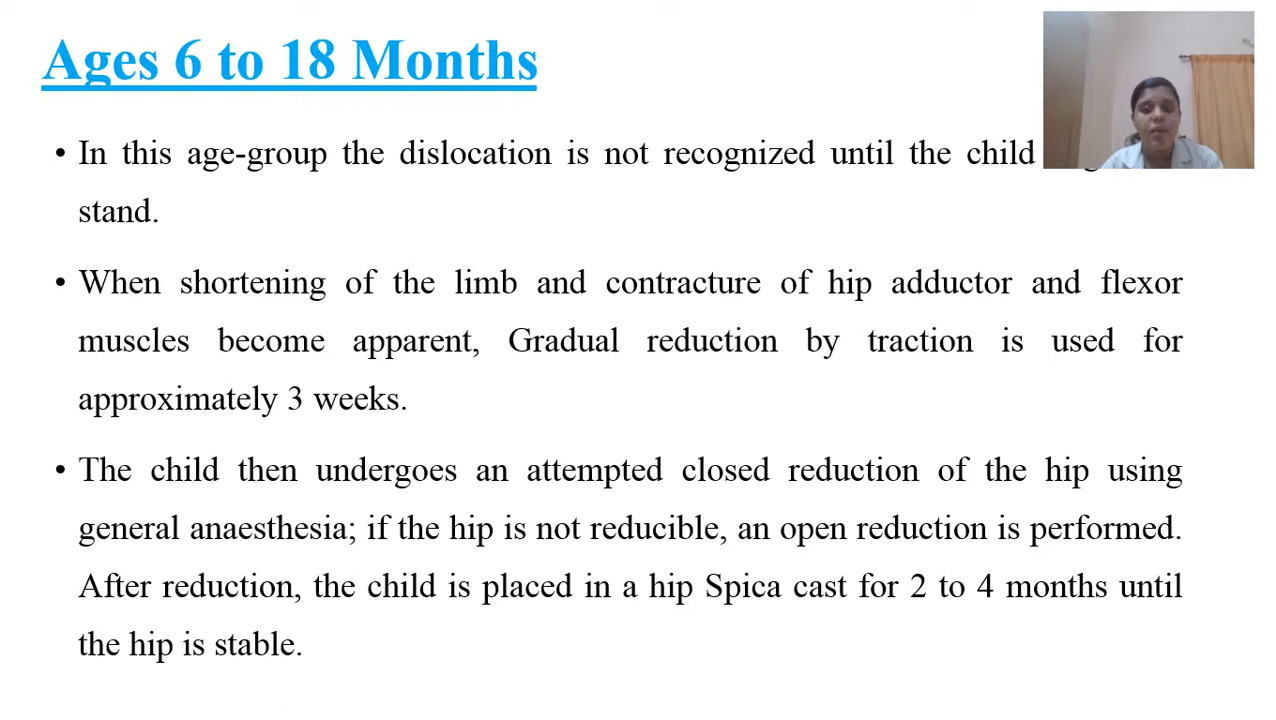 Ages 6 to 18 Months
• In this age-group the dislocation is not recognized until the child
stand.
• When shortening of the limb and contracture of hip adductor and flexor
muscles become apparent, Gradual reduction by traction is used for
approximately 3 weeks.
• The child then undergoes an attempted closed reduction of the hip using
general anaesthesia; if the hip is not reducible, an open reduction is performed.
After reduction, the child is placed in a hip Spica cast for 2 to 4 months until
the hip is stable.